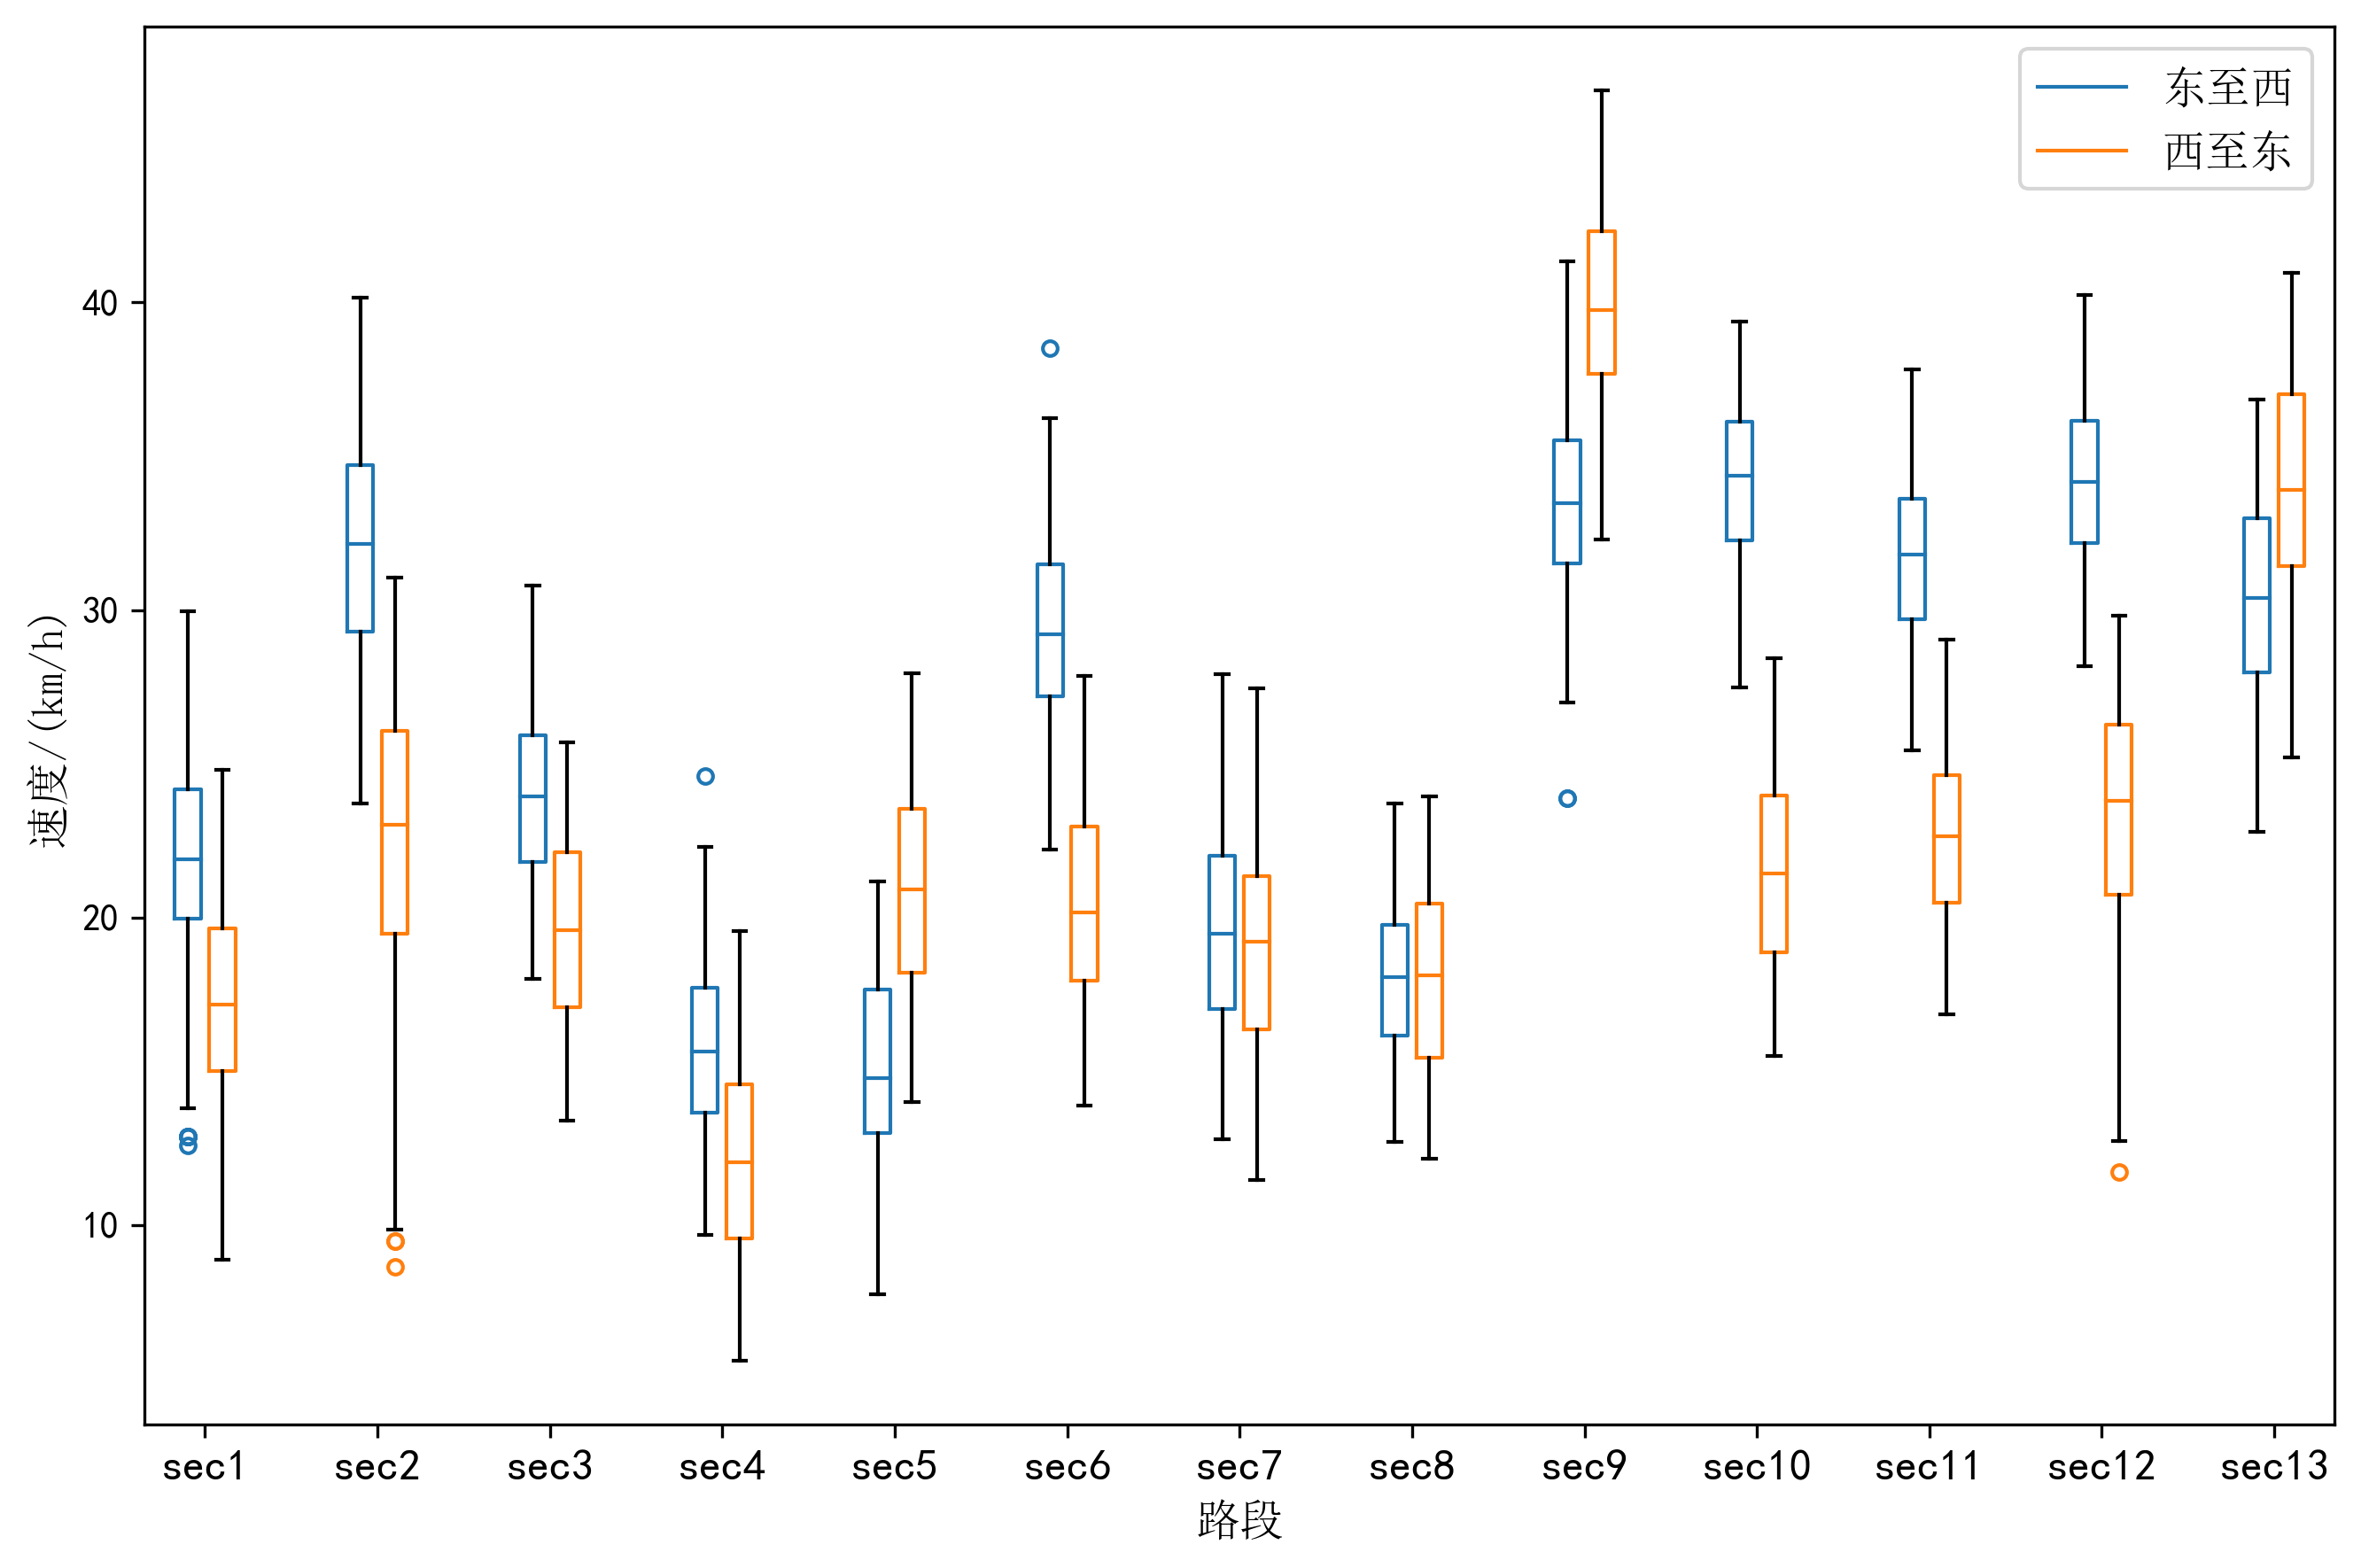 东至西
西至东
速度/(km/h)
40
30
20
10
sec1 sec2 sec3 sec4 sec5 sec6 sec7 sec8 sec9 sec10 sec11 sec12 sec13
路段